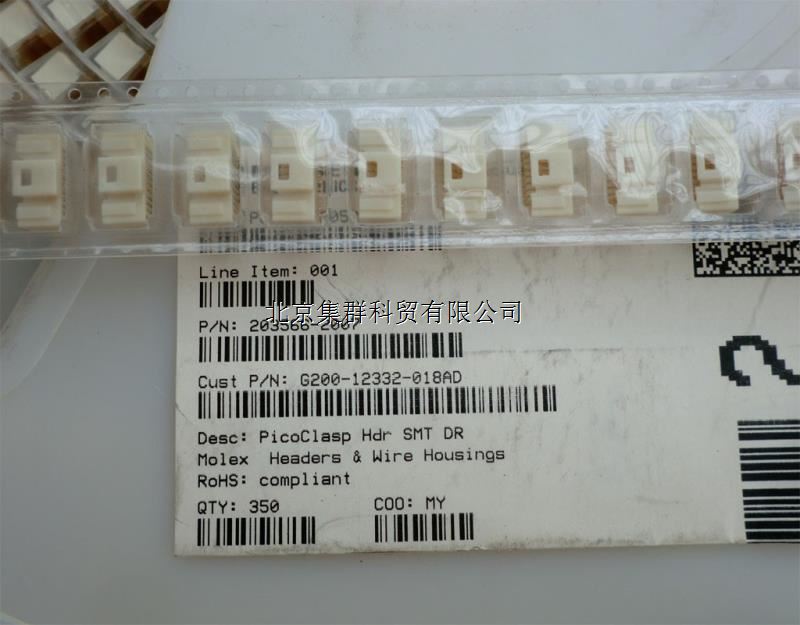 Line Item: 001
北京集群科贸有限公司
P/N: 203566-2007
Cust P/N: G200-12332-018AD
Desc: PicoClasp Hdr SMT DR
Molex Headers & Wire Housings
RoHS: compliant
QTY: 350 COO: MY
2